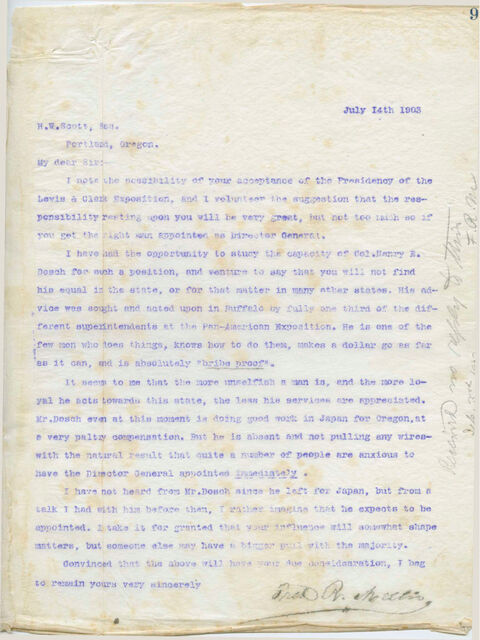 9
July 14th 1903
H.W.Scott, Esq.
Portland, Oregon.
My dear Sir:-
I note the possibility of your acceptance of the Presidency of the
Lewis & Clark Exposition, and I volunteer the suggestion that the res-
ponsibility resting upon you will be very great, but not too much so if
you get the right man appointed as Director General.
I have had the opportunity to study the capacity of Col.Henry E.
Dosch for such a position, and venture to say that you will not find
his equal in the state, or for that matter in many other states. His ad-
vice was sought and acted upon in Buffalo by fully one third of the dif-
ferent superintendents at the Pan-American Exposition. He is one of the
few men who does things, knows how to do them, makes a dollar go as far
as it can, and is absolutely "bribe proof".
It seems to me that the more unselfish a man is, and the more lo-
yal he acts towards this state, the less his services are appreciated.
Mr.Dosch even at this moment is doing good work in Japan for Oregon,at
a very paltry compensation. But he is absent and not pulling any wires-
with the natural result that quite a number of people are anxious to
have the Director General appointed immediately .
I have not heard from Mr.Dosch since he left for Japan, but from a
talk I had with him before then, I rather imagine that he expects to be
appointed. I take it for granted that your influence will somewhat shape
matters, but someone else may have a bigger pull with the majority.
Convinced that the above will have your due consideration, I beg
to remain yours very sincerely
Fred R.
Received no reply to this
F.R.M